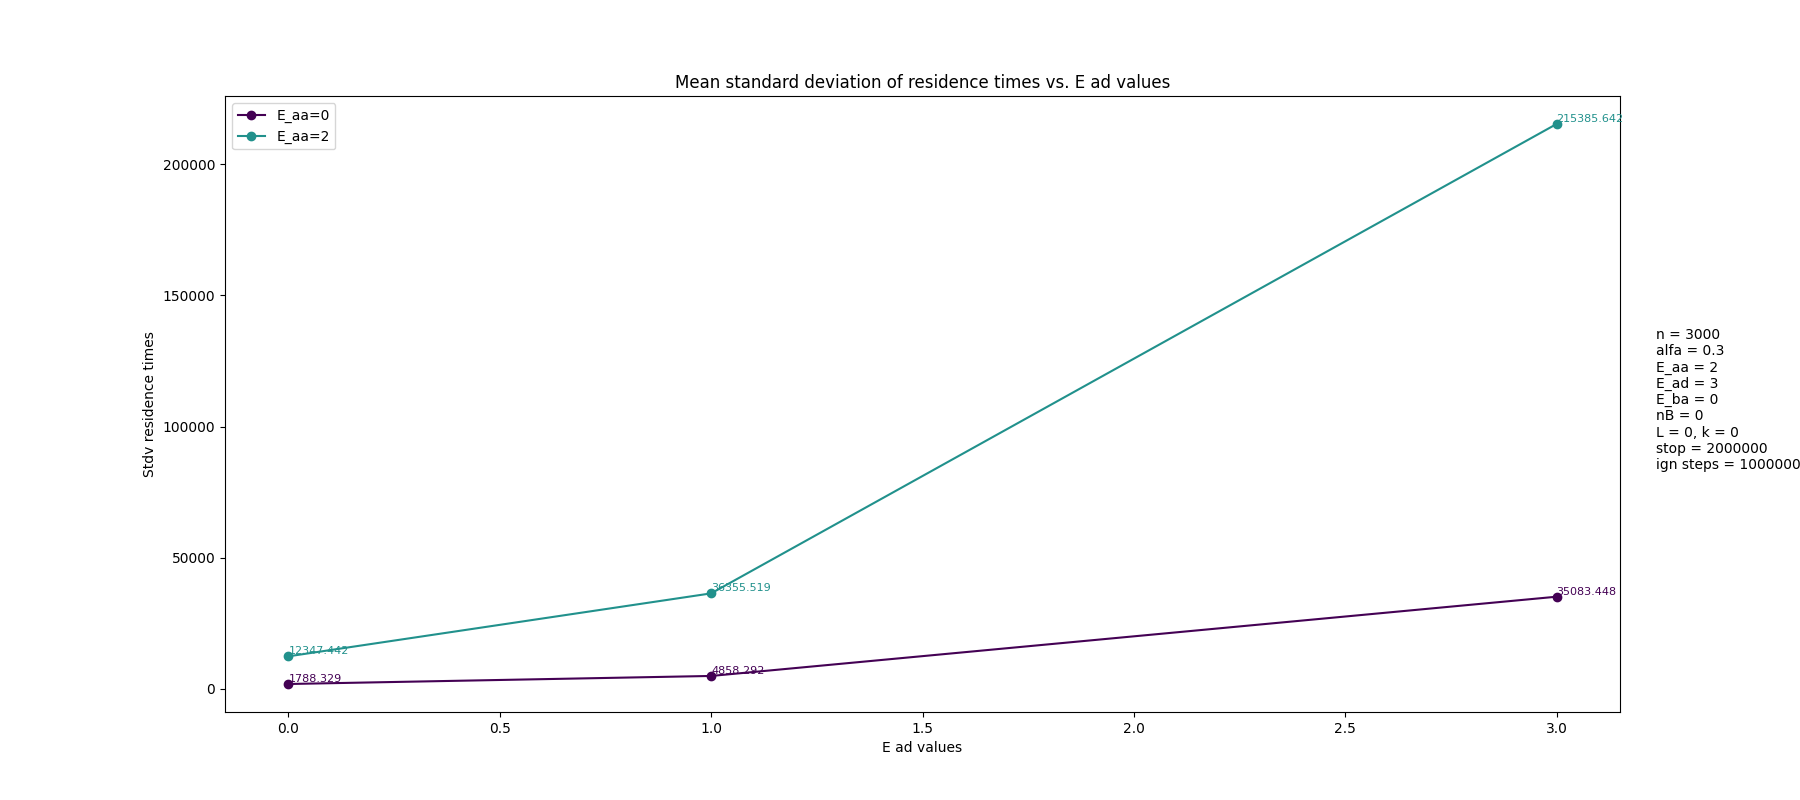 Mean standard deviation of residence times vs. E ad values
E_aa=0
E_aa=2
215385.642
200000
150000
100000
50000
0
Stdv residence times
36355.519
35083.448
12347.442
4858.292
1788.329
0.0
0.5
1.0
1.5
2.0
2.5
3.0
E ad values
n = 3000
alfa = 0.3
E_aa = 2
E_ad = 3
E_ba = 0
nB = 0
L = 0, k = 0
stop = 2000000
ign steps = 1000000